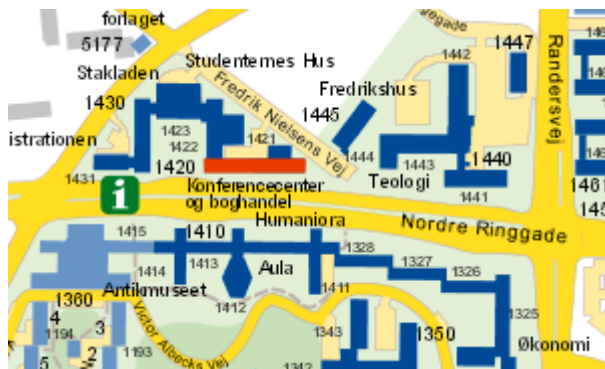 forlaget
5177
Stakladen
Studenternes Hus
Fredrik Nielsens Vej
Fredrikshus
1442
1447
Randersvej
1430
1445
1423
1422
1421
istrationen
1431
1420
1444
1443
1440
Teologi
1441
1461
Konferencecenter
og boghandel
Humaniora
Nordre Ringgade
i
1415
1410
1414
1413
Aula
1328
1327
1326
1411
1412
Antikmuseet
1360
1325
4
3
1194
2
1193
5
Victor Albecks Vej
1343
1350
Økonomi
1342